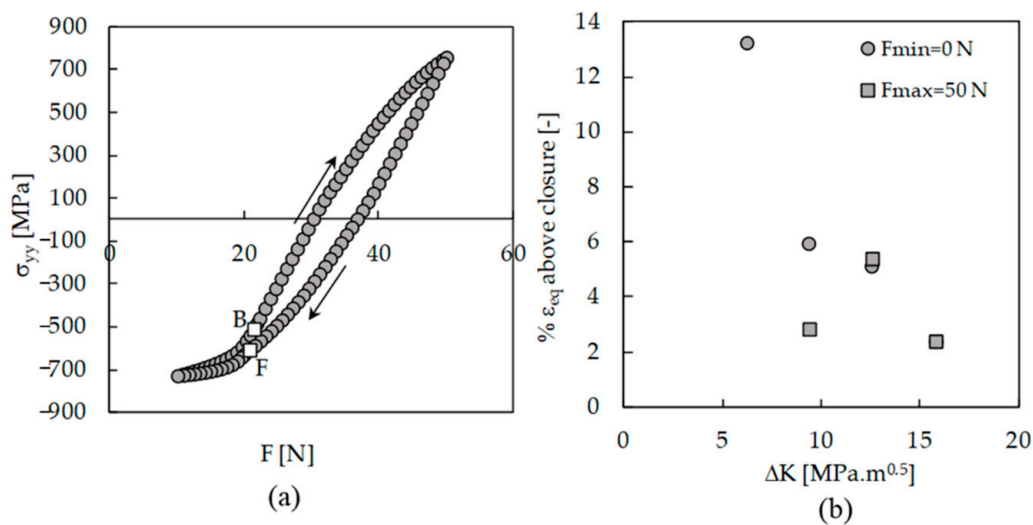 900
700
500
300
100
−100
−300
−500
−700
−900
σyy [MPa]
20
40
60
B
F
F [N]
(a)
14
12
10
8
6
4
2
0
% εeq above closure [-]
Fmin=0 N
Fmax=50 N
0
5
10
15
20
ΔK [MPa.m0.5]
(b)